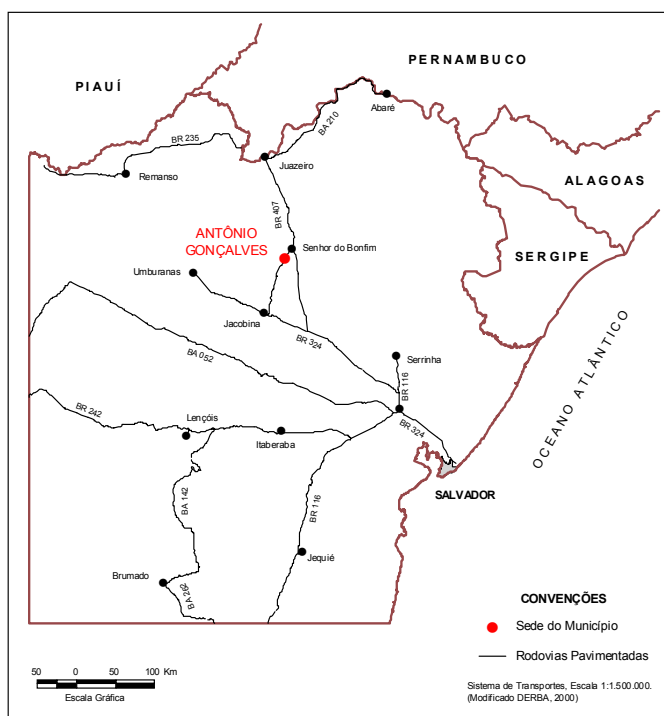 PERNAMBUCO
PIAUÍ
Abaré
BA 210
BR 235
Juazeiro
Remanso
ALAGOAS
BR 407
ANTÔNIO
GONÇALVES
Senhor do Bonfim
SERGIPE
Umburanas
Jacobina
BR 324
OCEANO ATLÂNTICO
BA 052
Serrinha
BR 116
BR 242
Lençóis
Itaberaba
BR 324
SALVADOR
BA 142
BR 116
Jequié
Brumado
BA 262
CONVENÇÕES
Sede do Município
Rodovias Pavimentadas
50 0 50 100 Km
Escala Gráfica
Sistema de Transportes, Escala 1:1.500.000.
(Modificado DERBA, 2000)